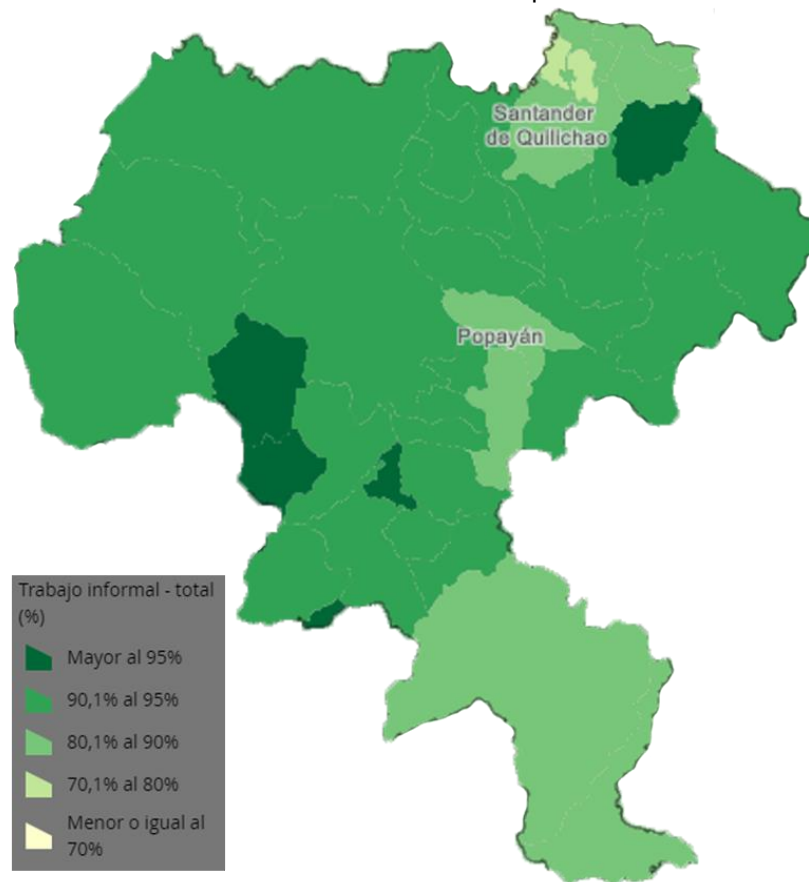 Santander
de Quilichao
Popayán
Trabajo informal - total
(%)
Mayor al 95%
90,1% al 95%
80,1% al 90%
70,1% al 80%
Menor o igual al
70%